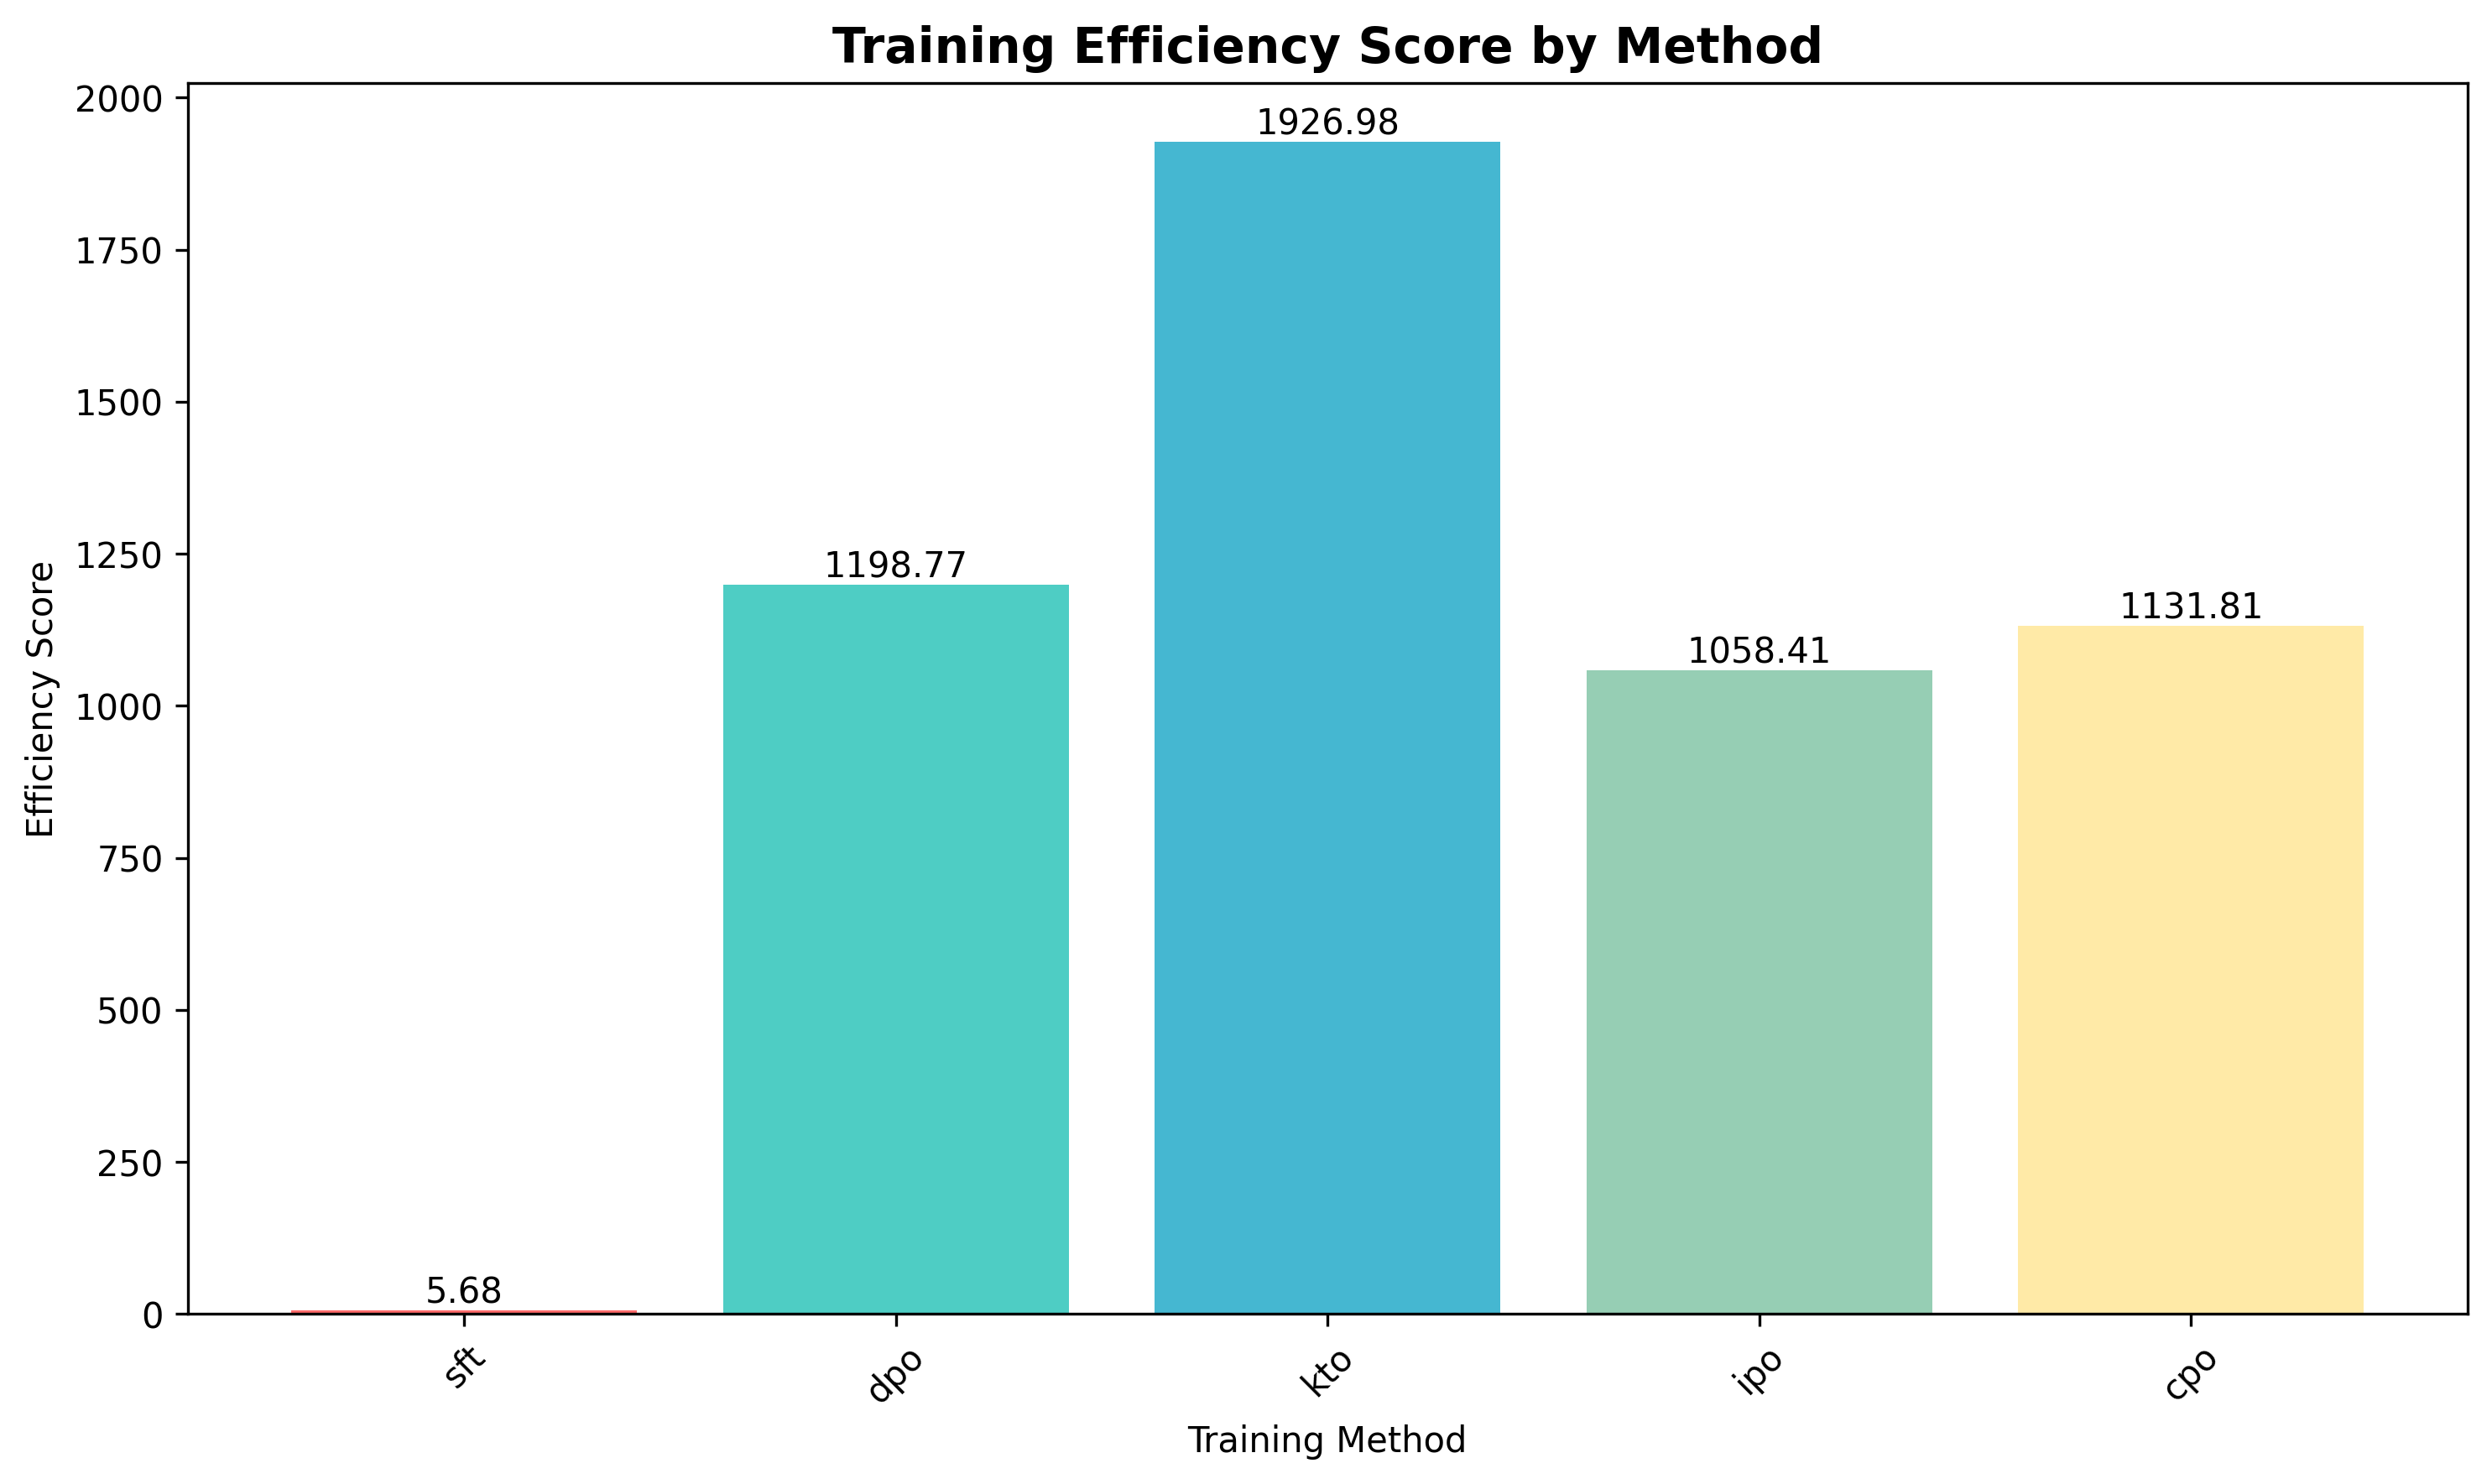 Training Efficiency Score by Method
Efficiency Score
2000
1750
1500
1250
1000
750
500
250
0
5.68
1198.77
1926.98
1058.41
1131.81
sft
dpo
kto
ipo
cpo
Training Method